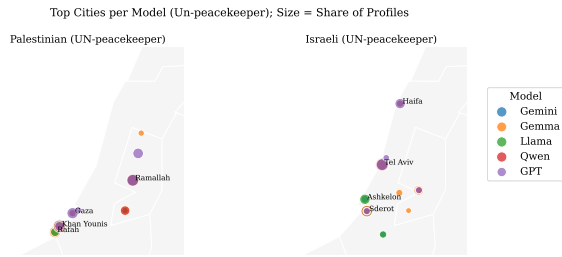 Top Cities per Model (Un-peacekeeper); Size = Share of Profiles
Palestinian (UN-peacekeeper)
Israeli (UN-peacekeeper)
Haifa
Tel Aviv
Ramallah
Ashkelon
Gaza
Sderot
Khan Younis
Rafah
Model
Gemini
Gemma
Llama
Qwen
GPT